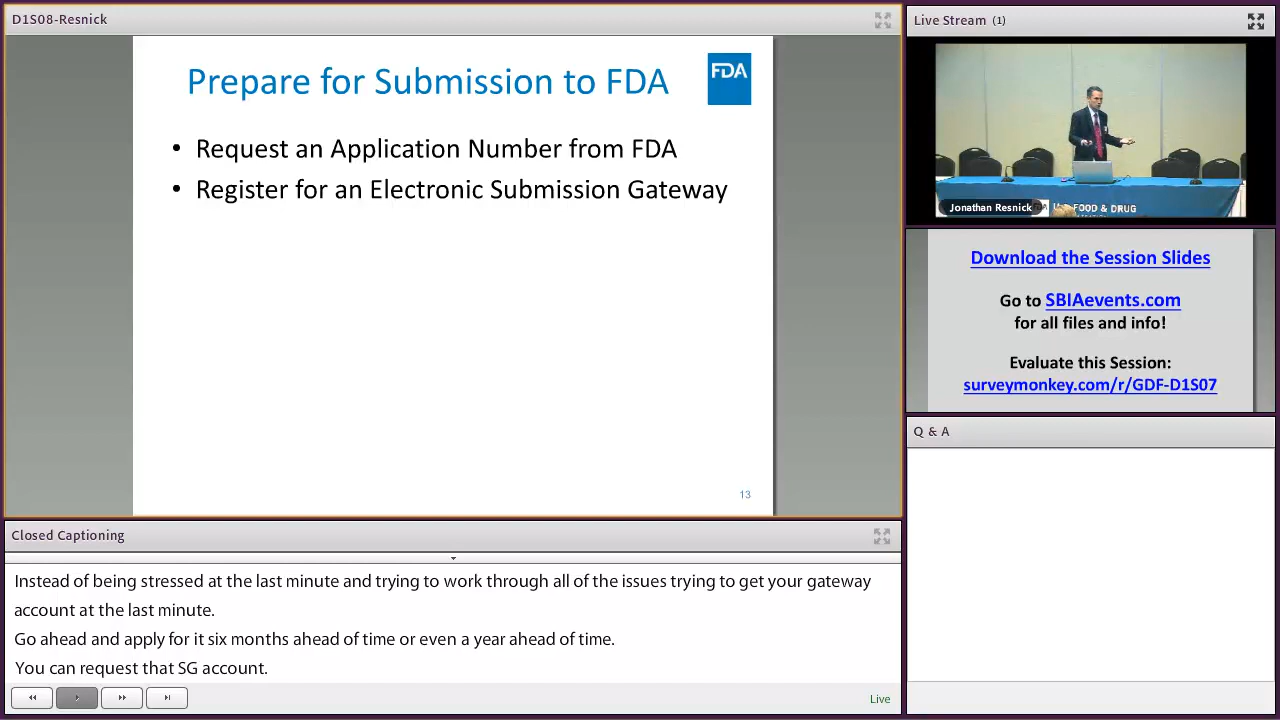 D1S08-Resnick
Prepare for Submission to FDA
FDA
• Request an Application Number from FDA
• Register for an Electronic Submission Gateway
13
Closed Captioning
Instead of being stressed at the last minute and trying to work through all of the issues trying to get your gateway
account at the last minute.
Go ahead and apply for it six months ahead of time or even a year ahead of time.
You can request that SG account.
Live
Live Stream (1)
Jonathan Resnick
FOOD & DRUG
Download the Session Slides
Go to SBIAevents.com
for all files and info!
Evaluate this Session:
surveymonkey.com/r/GDF-D1S07
Q & A